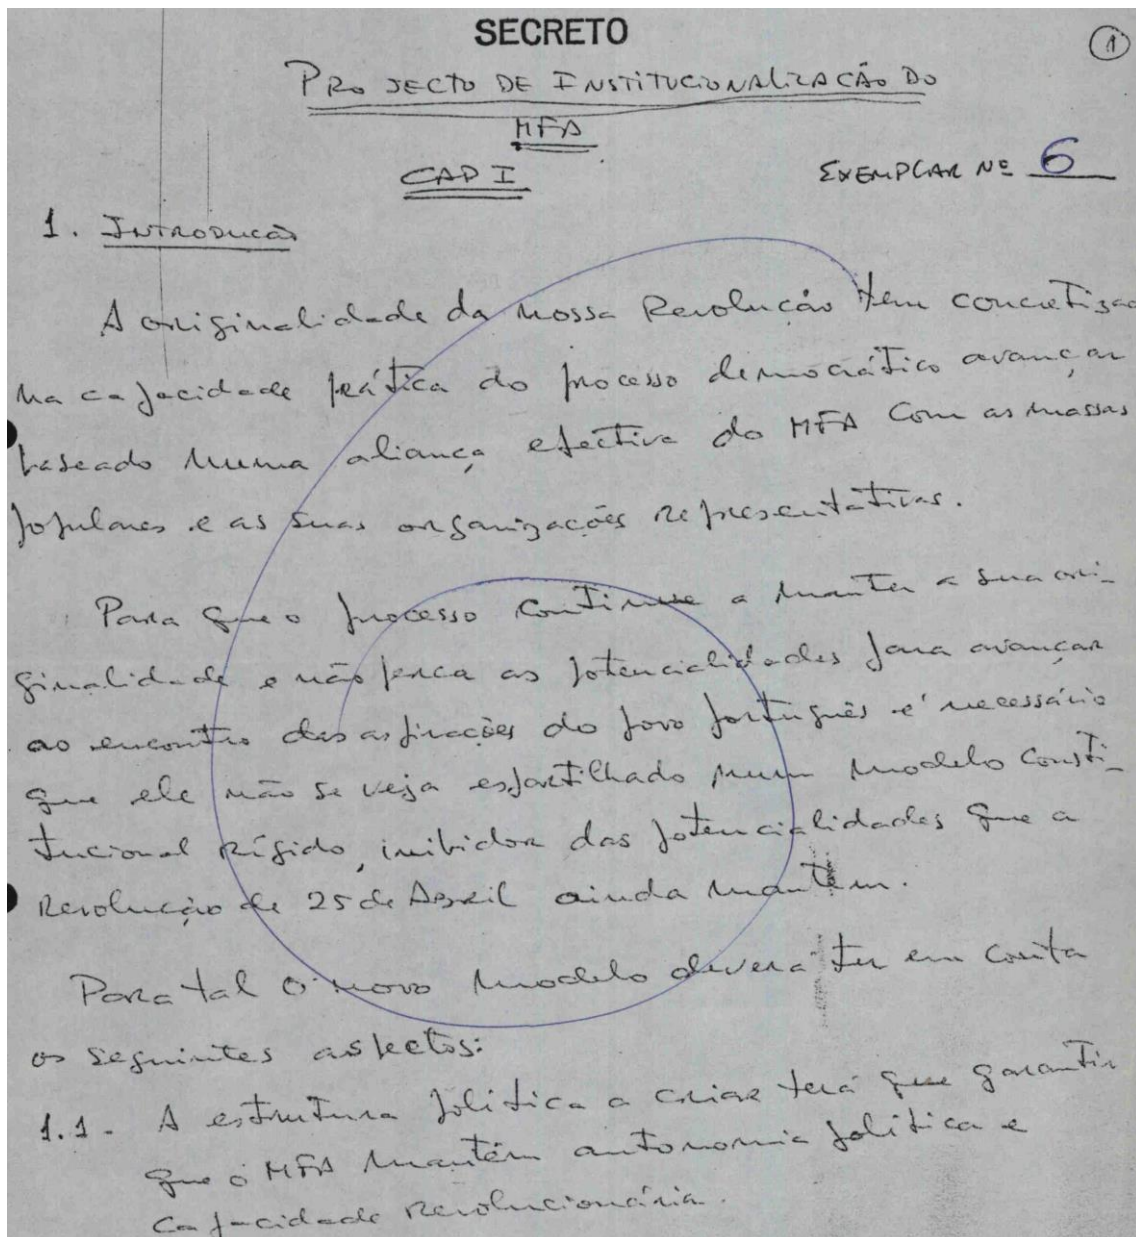 SECRETO
1
PROJECTO DE INSTITUCIONALIZAÇÃO DO
MFA
CAP I
EXEMPLAR Nº 6
1. INTRODUÇÃO
A originalidade da nossa Revolução tem concretizad
na capacidade prática do processo democrático avançar
baseado numa aliança efectiva do MFA com as massas
populares e as suas organizações representativas.
Para que o processo continue a manter a sua ori-
ginalidade e não perca as potencialidades para avançar
ao encontro das aspirações do povo português é necessário
que ele não se veja espartilhado num modelo consti-
tucional rígido, inibidor das potencialidades que a
Revolução de 25 de Abril ainda mantém.
Para tal o novo modelo deverá ter em conta
os seguintes aspectos:
1.1 - A estrutura política a criar terá que garantir
que o MFA mantém autonomia política e
capacidade revolucionária.